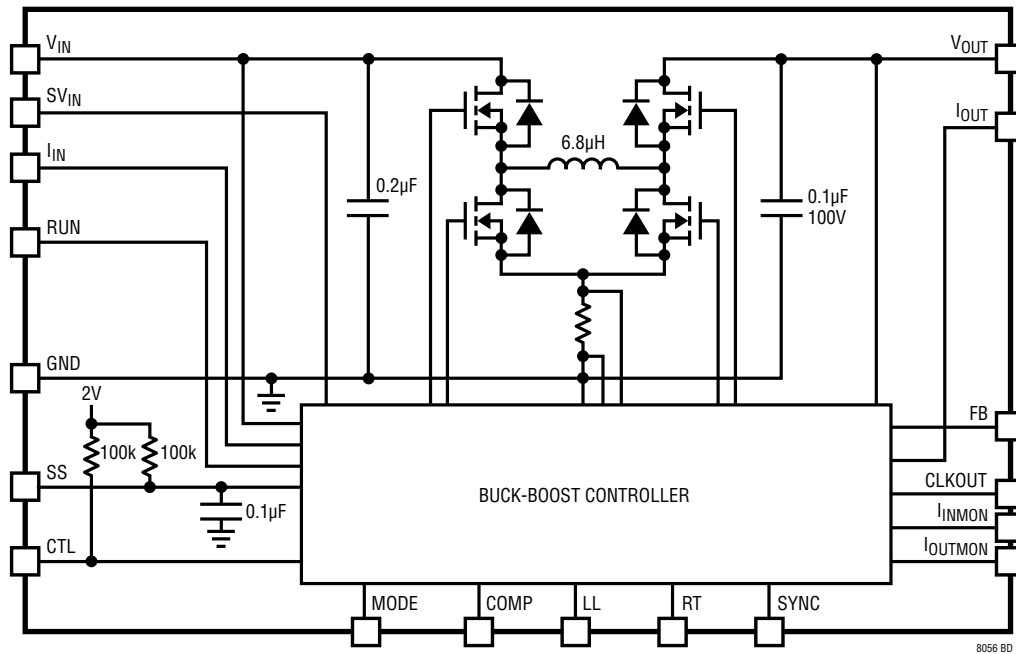 VIN
SVIN
IIN
RUN
GND
2V
100k
100k
SS
0.1µF
CTL
0.2µF
6.8µH
0.1µF
100V
VOUT
IOUT
FB
CLKOUT
IINMON
IOUTMON
BUCK-BOOST CONTROLLER
MODE
COMP
LL
RT
SYNC
8056 BD